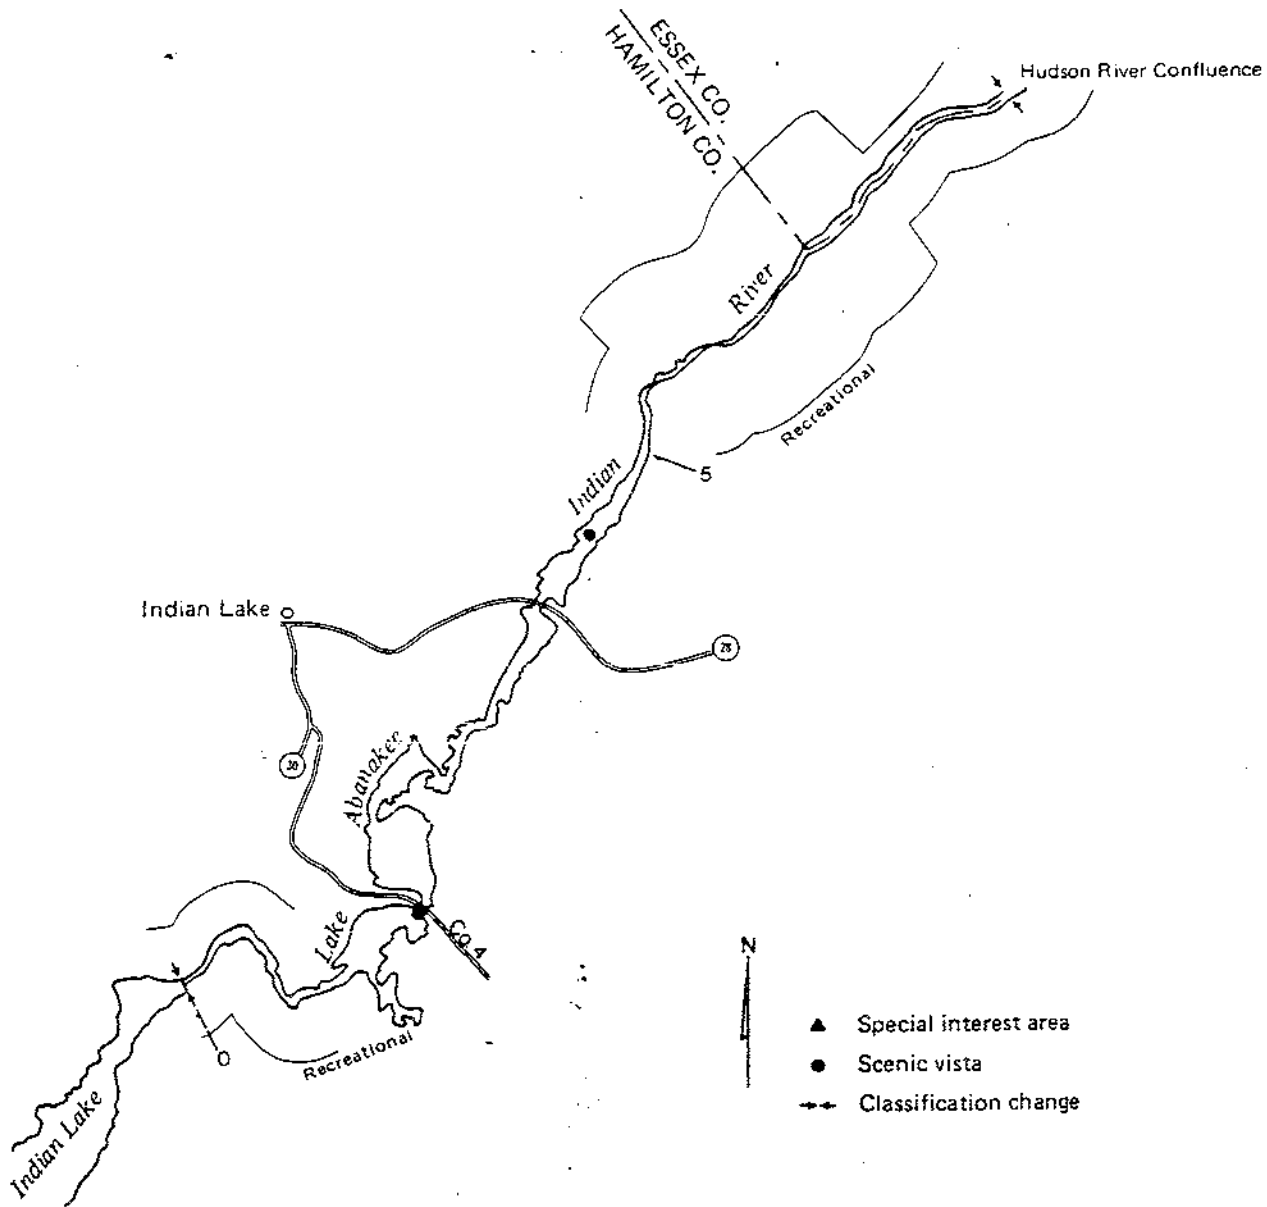 ESSEX CO.
HAMILTON CO.
Hudson River Confluence
River
Recreational
5
Indian
Indian Lake
28
30
Abanakee
Lake
Co. 4
N
Special interest area
Scenic vista
Classification change
0
Recreational
Indian Lake